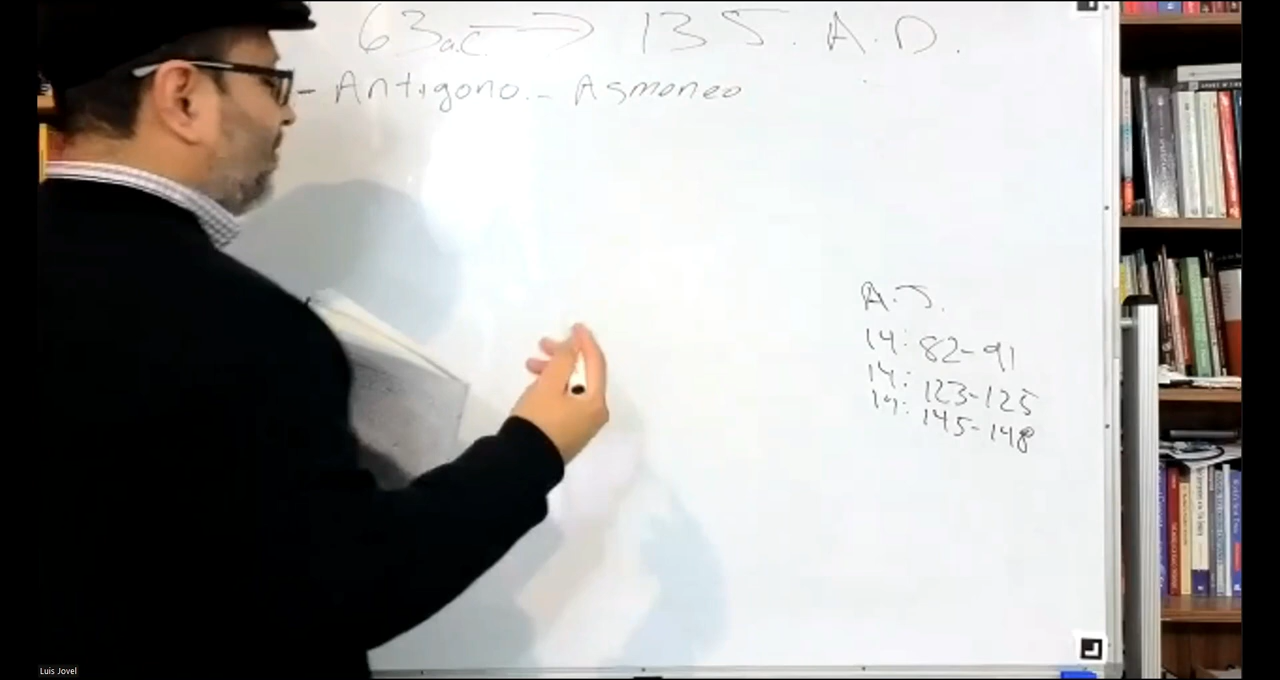 63 a.C. → 135. A.D.
- Antigono. - Asmoneo
A.J.
14: 82-91
14: 123-125
14: 145-148
Luis Jovel